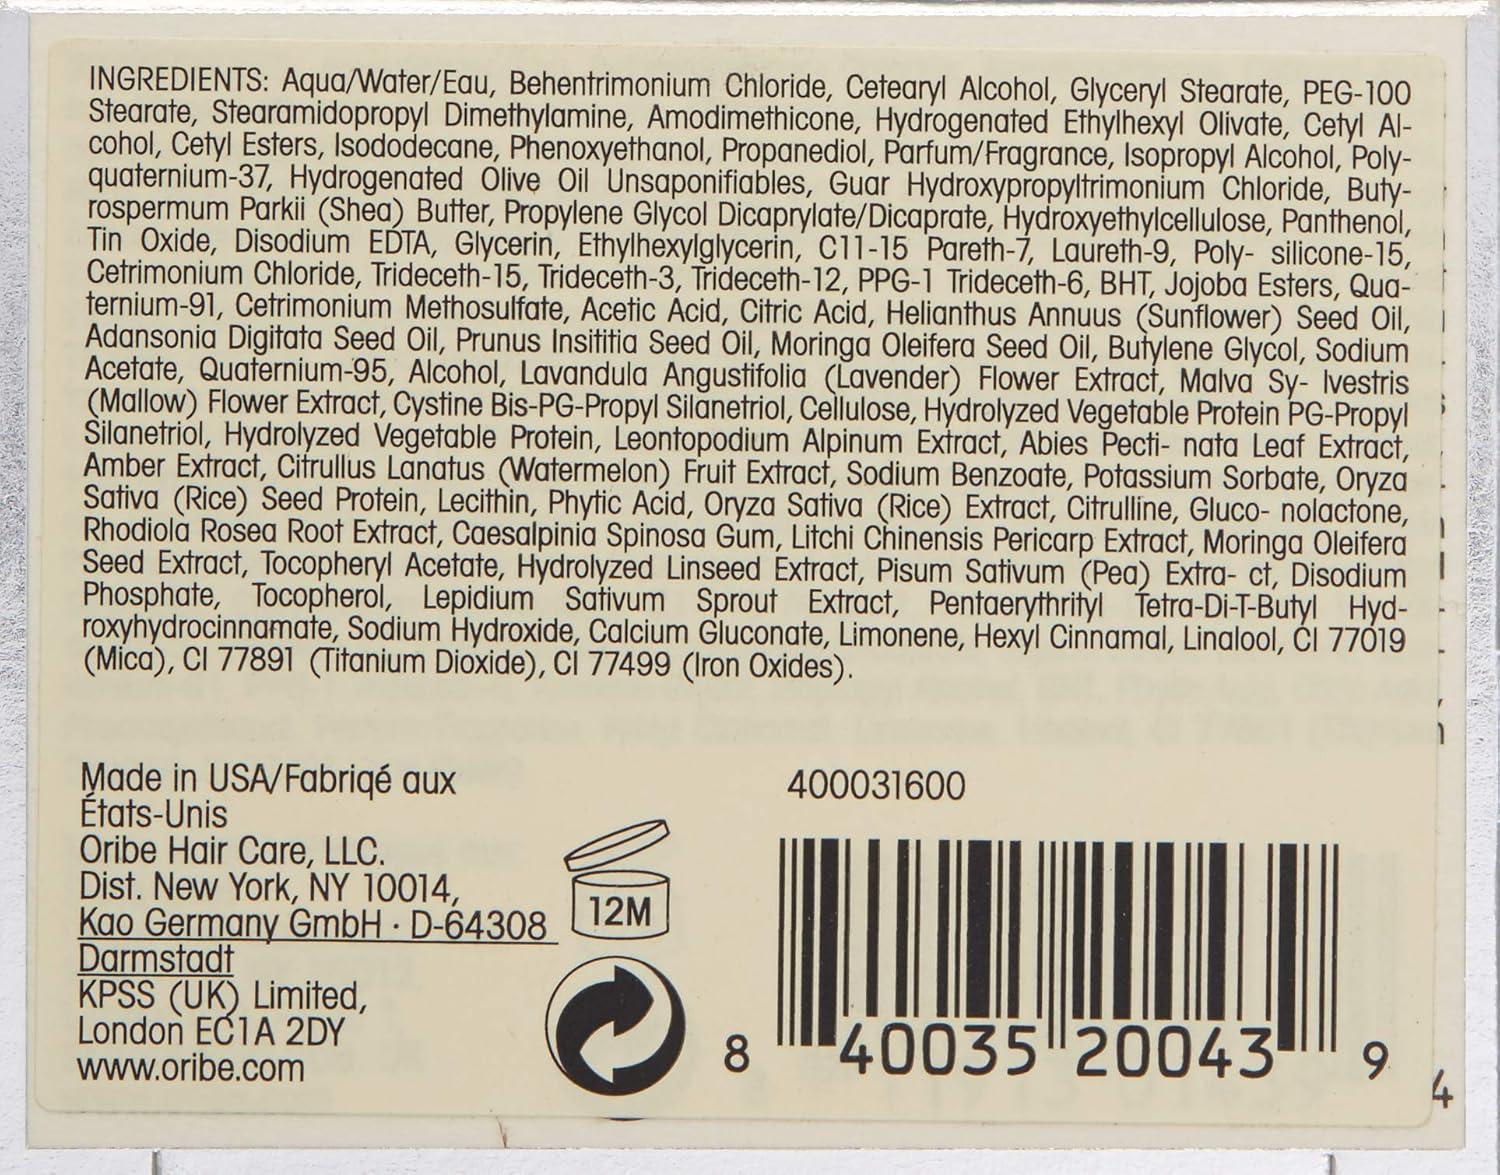 INGREDIENTS: Aqua/Water/Eau, Behentrimonium Chloride, Cetearyl Alcohol, Glyceryl Stearate, PEG-100
Stearate, Stearamidopropyl Dimethylamine, Amodimethicone, Hydrogenated Ethylhexyl Olivate, Cetyl Al-
cohol, Cetyl Esters, Isododecane, Phenoxyethanol, Propanediol, Parfum/Fragrance, Isopropyl Alcohol, Poly-
quaternium-37, Hydrogenated Olive Oil Unsaponifiables, Guar Hydroxypropyltrimonium Chloride, Buty-
rospermum Parkii (Shea) Butter, Propylene Glycol Dicaprylate/Dicaprate, Hydroxyethylcellulose, Panthenol,
Tin Oxide, Disodium EDTA, Glycerin, Ethylhexylglycerin, C11-15 Pareth-7, Laureth-9, Poly- silicone-15,
Cetrimonium Chloride, Trideceth-15, Trideceth-3, Trideceth-12, PPG-1 Trideceth-6, BHT, Jojoba Esters, Qua-
ternium-91, Cetrimonium Methosulfate, Acetic Acid, Citric Acid, Helianthus Annuus (Sunflower) Seed Oil,
Adansonia Digitata Seed Oil, Prunus Insititia Seed Oil, Moringa Oleifera Seed Oil, Butylene Glycol, Sodium
Acetate, Quaternium-95, Alcohol, Lavandula Angustifolia (Lavender) Flower Extract, Malva Sy- lvestris
(Mallow) Flower Extract, Cystine Bis-PG-Propyl Silanetriol, Cellulose, Hydrolyzed Vegetable Protein PG-Propyl
Silanetriol, Hydrolyzed Vegetable Protein, Leontopodium Alpinum Extract, Abies Pecti- nata Leaf Extract,
Amber Extract, Citrullus Lanatus (Watermelon) Fruit Extract, Sodium Benzoate, Potassium Sorbate, Oryza
Sativa (Rice) Seed Protein, Lecithin, Phytic Acid, Oryza Sativa (Rice) Extract, Citrulline, Gluco- nolactone,
Rhodiola Rosea Root Extract, Caesalpinia Spinosa Gum, Litchi Chinensis Pericarp Extract, Moringa Oleifera
Seed Extract, Tocopheryl Acetate, Hydrolyzed Linseed Extract, Pisum Sativum (Pea) Extra- ct, Disodium
Phosphate, Tocopherol, Lepidium Sativum Sprout Extract, Pentaerythrityl Tetra-Di-T-Butyl Hyd-
roxyhydrocinnamate, Sodium Hydroxide, Calcium Gluconate, Limonene, Hexyl Cinnamal, Linalool, CI 77019
(Mica), CI 77891 (Titanium Dioxide), CI 77499 (Iron Oxides).
Made in USA/Fabriqé aux
États-Unis
Oribe Hair Care, LLC.
Dist. New York, NY 10014,
Kao Germany GmbH · D-64308
Darmstadt
KPSS (UK) Limited,
London EC1A 2DY
www.oribe.com
12M
400031600
8 40035 20043 9
4